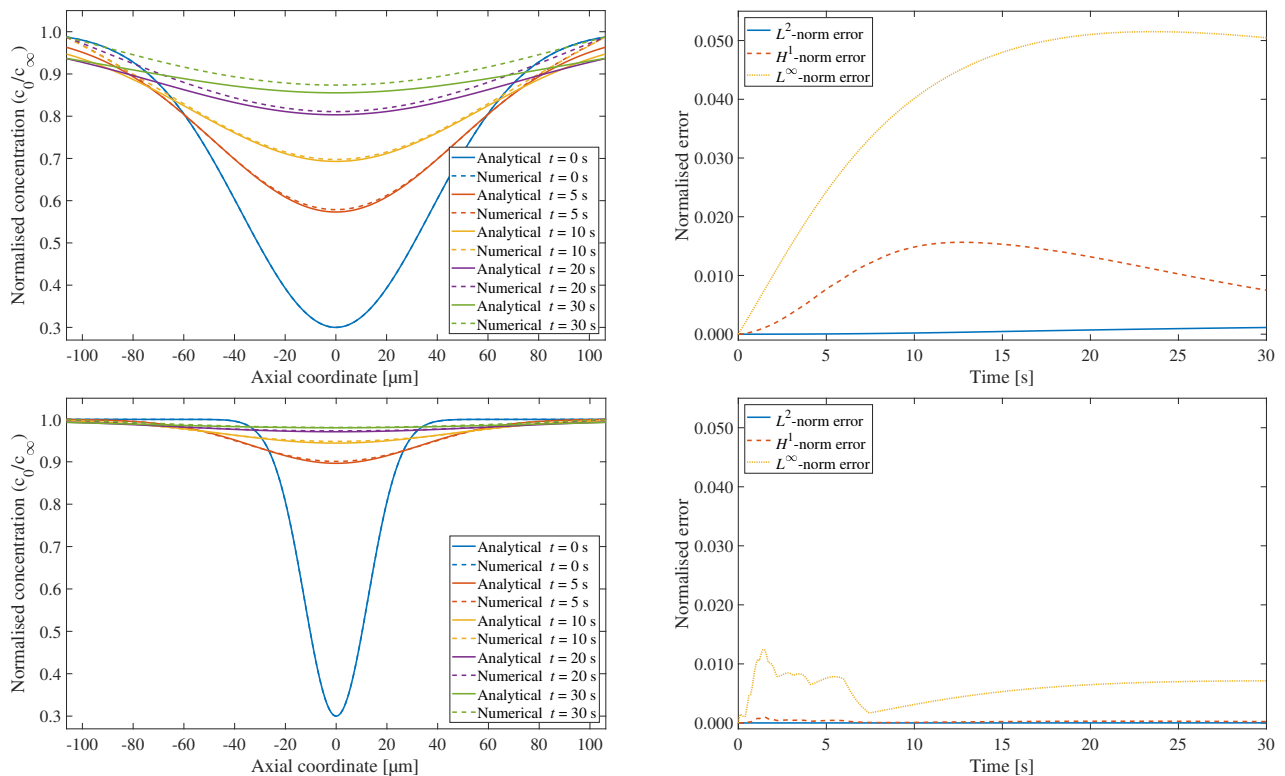 1.0
0.9
0.8
0.7
0.6
0.5
0.4
0.3
Normalised concentration (c0/c∞)
-100 -80 -60 -40 -20 0 20 40 60 80 100
Axial coordinate [µm]
Analytical t = 0 s
Numerical t = 0 s
Analytical t = 5 s
Numerical t = 5 s
Analytical t = 10 s
Numerical t = 10 s
Analytical t = 20 s
Numerical t = 20 s
Analytical t = 30 s
Numerical t = 30 s
0.050
0.040
0.030
0.020
0.010
0.000
Normalised error
0 5 10 15 20 25 30
Time [s]
L²-norm error
H¹-norm error
L∞-norm error
1.0
0.9
0.8
0.7
0.6
0.5
0.4
0.3
Normalised concentration (c0/c∞)
-100 -80 -60 -40 -20 0 20 40 60 80 100
Axial coordinate [µm]
Analytical t = 0 s
Numerical t = 0 s
Analytical t = 5 s
Numerical t = 5 s
Analytical t = 10 s
Numerical t = 10 s
Analytical t = 20 s
Numerical t = 20 s
Analytical t = 30 s
Numerical t = 30 s
0.050
0.040
0.030
0.020
0.010
0.000
Normalised error
0 5 10 15 20 25 30
Time [s]
L²-norm error
H¹-norm error
L∞-norm error